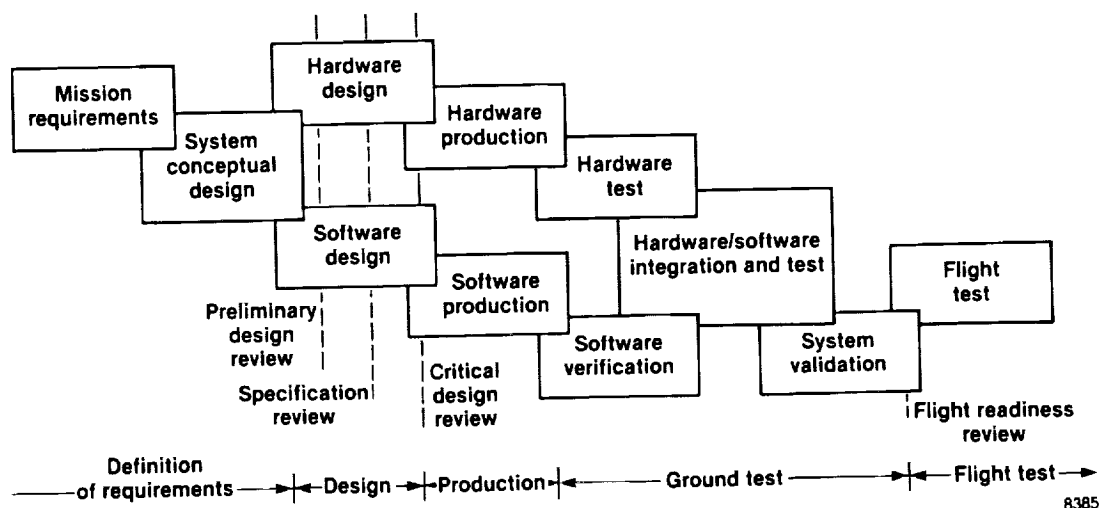 Mission
requirements
System
conceptual
design
Hardware
design
Hardware
production
Hardware
test
Software
design
Software
production
Software
verification
Hardware/software
integration and test
System
validation
Flight
test
Preliminary
design
review
Specification
review
Critical
design
review
Flight readiness
review
Definition
of requirements
Design
Production
Ground test
Flight test
8385